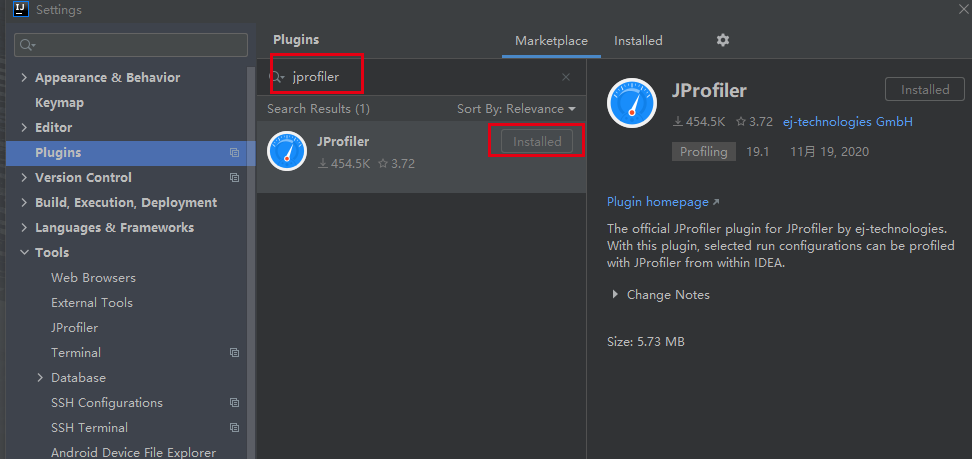 Settings
Appearance & Behavior
Keymap
Editor
Plugins
Version Control
Build, Execution, Deployment
Languages & Frameworks
Tools
Web Browsers
External Tools
JProfiler
Terminal
Database
SSH Configurations
SSH Terminal
Android Device File Explorer
Plugins
Marketplace
Installed
jprofiler
Search Results (1)
Sort By: Relevance
JProfiler
454.5K 3.72
Installed
JProfiler
Installed
454.5K 3.72 ej-technologies GmbH
Profiling 19.1 11月 19, 2020
Plugin homepage
The official JProfiler plugin for JProfiler by ej-technologies.
With this plugin, selected run configurations can be profiled
with JProfiler from within IDEA.
Change Notes
Size: 5.73 MB